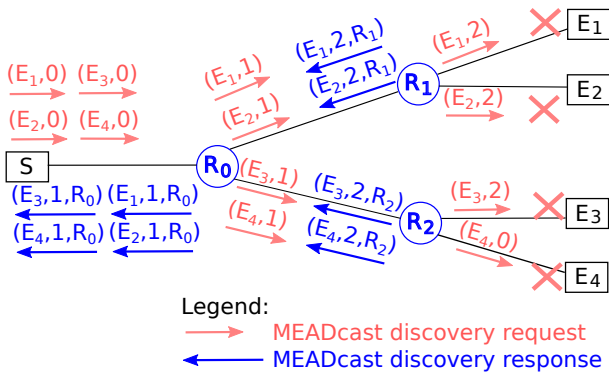 (E1,0) (E3,0)
(E2,0) (E4,0)
S
(E3,1,R0) (E1,1,R0)
(E4,1,R0) (E2,1,R0)
R0
(E1,1)
(E2,1)
(E3,1)
(E4,1)
(E1,2,R1)
(E2,2,R1)
(E3,2,R2)
(E4,2,R2)
R1
R2
(E1,2)
(E2,2)
(E3,2)
(E4,0)
E1
E2
E3
E4
Legend:
MEADcast discovery request
MEADcast discovery response